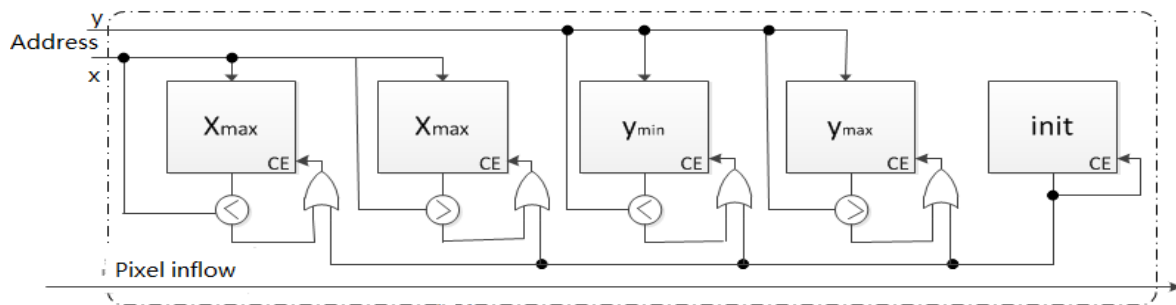 y
Address
x
Xmax
CE
<
Xmax
CE
>
ymin
CE
<
ymax
CE
>
init
CE
Pixel inflow